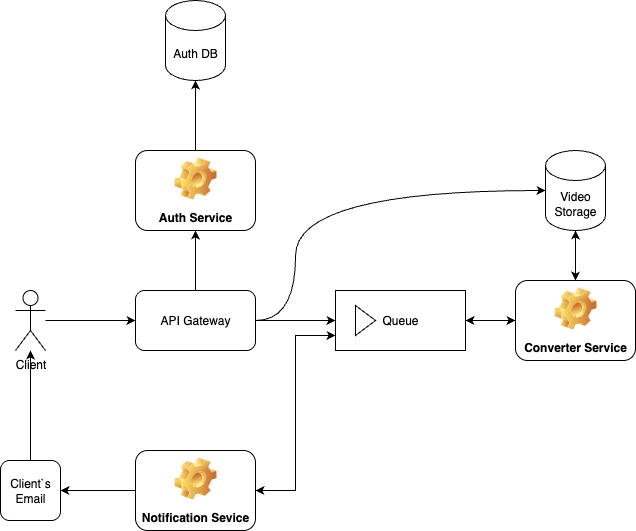 Auth DB
Auth Service
Video
Storage
API Gateway
Queue
Client
Converter Service
Client`s
Email
Notification Sevice